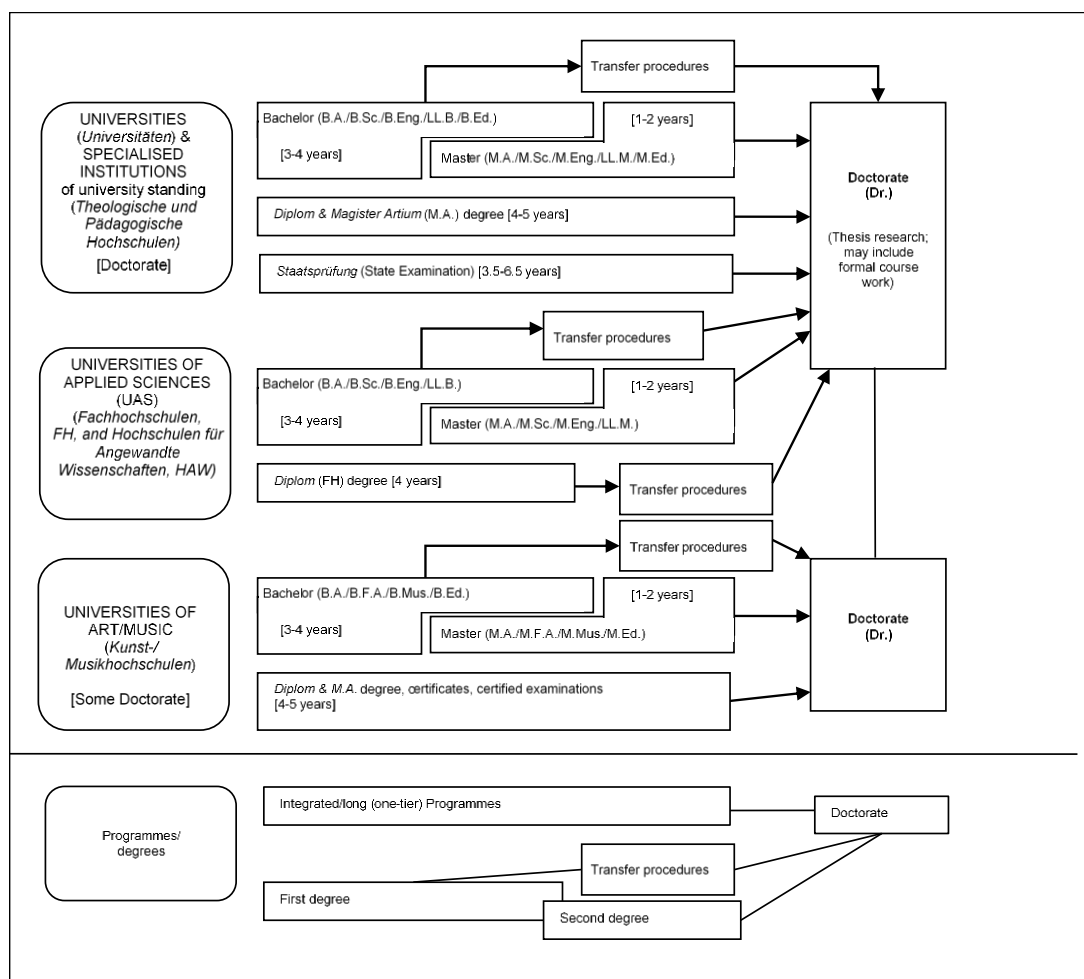 Transfer procedures
UNIVERSITIES
(Universitäten) &
SPECIALISED
INSTITUTIONS
of university standing
(Theologische und
Pädagogische
Hochschulen)
[Doctorate]
Bachelor (B.A./B.Sc./B.Eng./LL.B./B.Ed.)
[3-4 years]
[1-2 years]
Master (M.A./M.Sc./M.Eng./LL.M./M.Ed.)
Diplom & Magister Artium (M.A.) degree [4-5 years]
Staatsprüfung (State Examination) [3.5-6.5 years]
Doctorate
(Dr.)
(Thesis research;
may include
formal course
work)
Transfer procedures
UNIVERSITIES OF
APPLIED SCIENCES
(UAS)
(Fachhochschulen,
FH, and Hochschulen für
Angewandte
Wissenschaften, HAW)
Bachelor (B.A./B.Sc./B.Eng./LL.B.)
[3-4 years]
[1-2 years]
Master (M.A./M.Sc./M.Eng./LL.M.)
Diplom (FH) degree [4 years]
Transfer procedures
Transfer procedures
UNIVERSITIES OF
ART/MUSIC
(Kunst-/
Musikhochschulen)
[Some Doctorate]
Bachelor (B.A./B.F.A./B.Mus./B.Ed.)
[3-4 years]
[1-2 years]
Master (M.A./M.F.A./M.Mus./M.Ed.)
Diplom & M.A. degree, certificates, certified examinations
[4-5 years]
Doctorate
(Dr.)
Programmes/
degrees
Integrated/long (one-tier) Programmes
Doctorate
Transfer procedures
First degree
Second degree